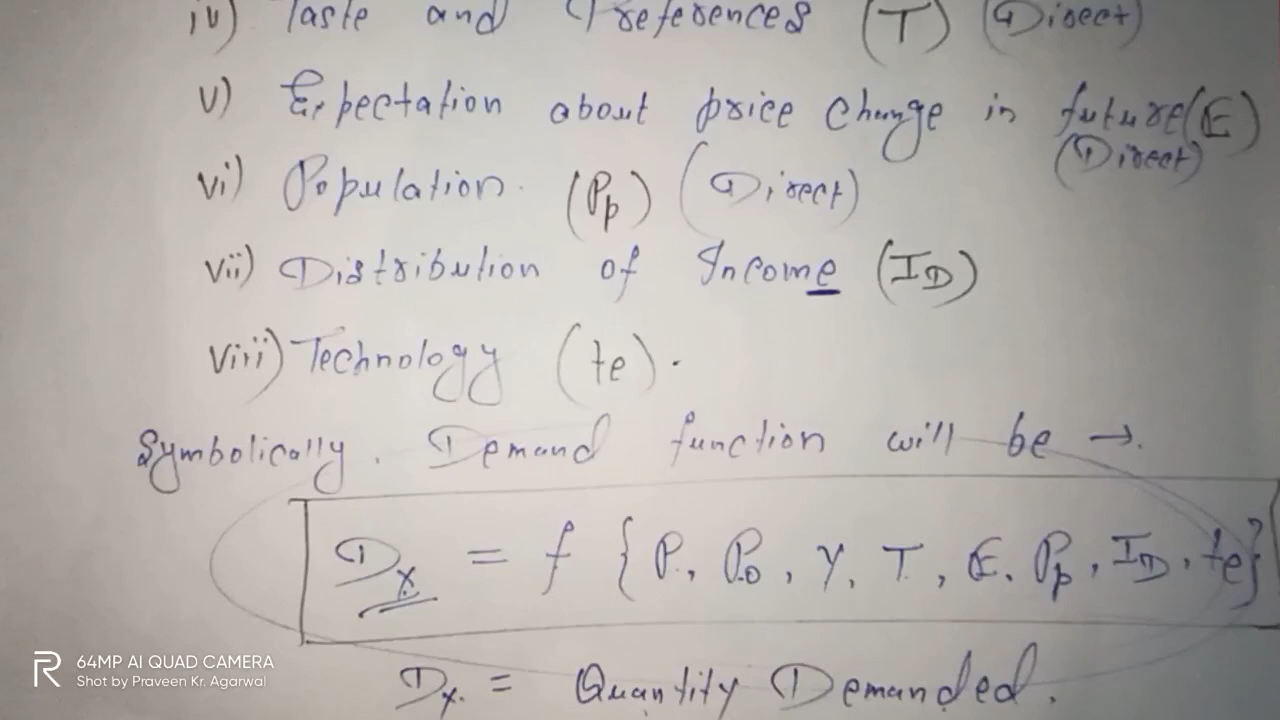 iv) Taste and Preferences (T) (Direct)
v) Expectation about price change in future (E)
(Direct)
vi) Population. (Pp) (Direct)
vii) Distribution of Income (ID)
viii) Technology (te).
Symbolically. Demand function will be →.
Dx = f {P., Po, Y, T, E, Pp, ID, te}
Dx. = Quantity Demanded.
64MP AI QUAD CAMERA
Shot by Praveen Kr. Agarwal